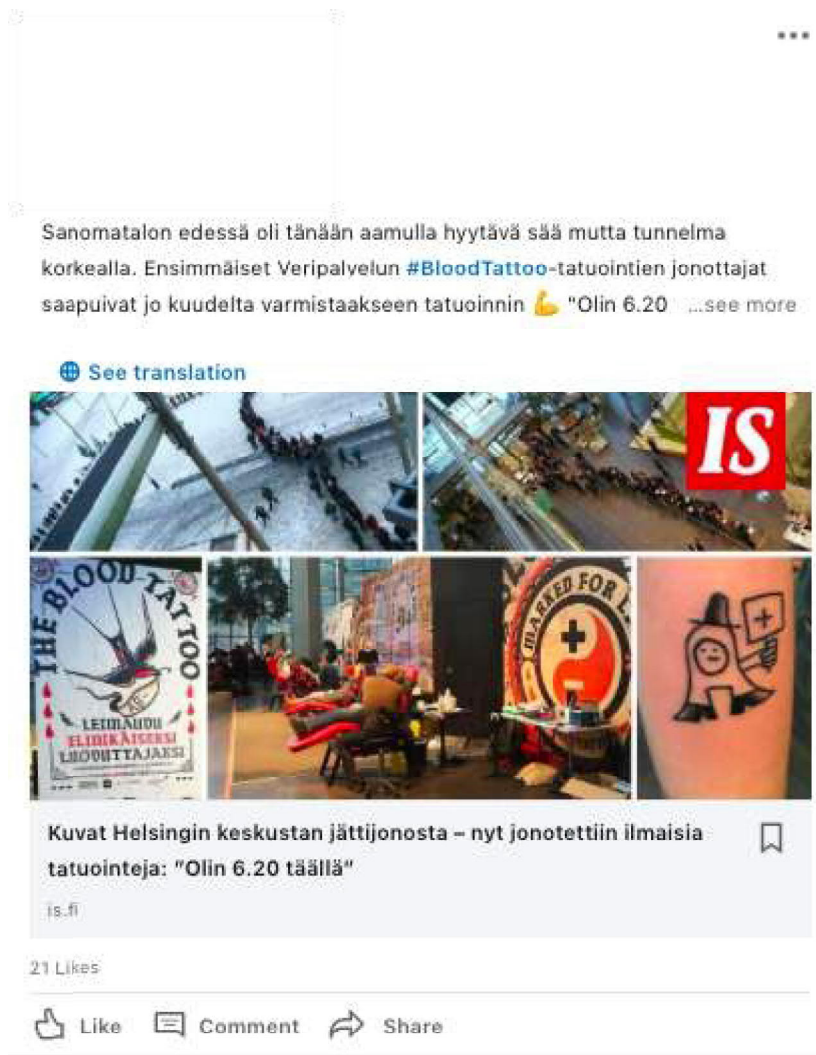 Sanomatalon edessä oli tänään aamulla hyytävä sää mutta tunnelma
korkealla. Ensimmäiset Veripalvelun #BloodTattoo-tatuointien jonottajat
saapuivat jo kuudelta varmistaakseen tatuoinnin 💪 "Olin 6.20 ...see more
See translation
IS
THE BLOOD TATTOO
LEIMAUDU
ELINIKÄISEKSI
LUOVUTTAJAKSI
MARKED FOR
Kuvat Helsingin keskustan jättijonosta – nyt jonotettiin ilmaisia
tatuointeja: "Olin 6.20 täällä"
is.fi
21 Likes
Like Comment Share